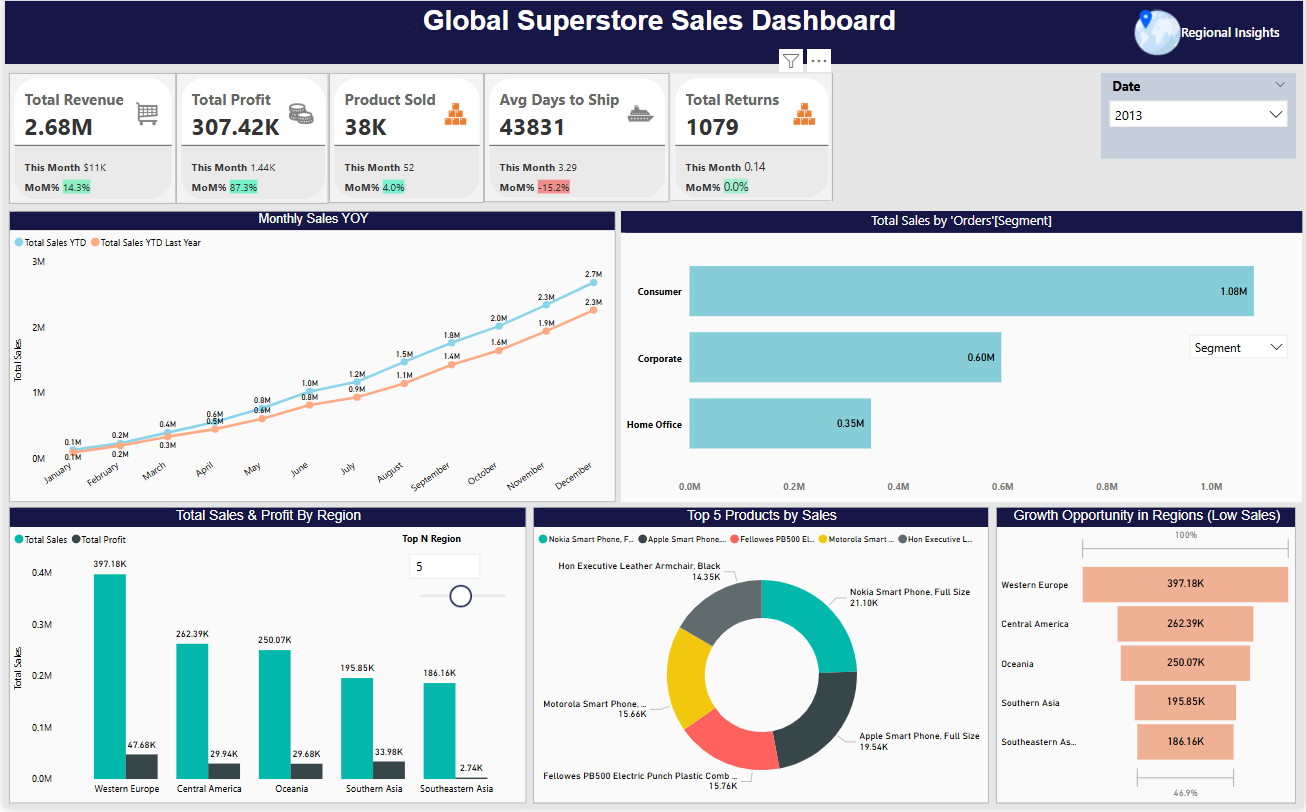 Global Superstore Sales Dashboard
Regional Insights
Total Revenue
2.68M
This Month $11K
MoM% 14.3%
Total Profit
307.42K
This Month 1.44K
MoM% 87.3%
Product Sold
38K
This Month 52
MoM% 4.0%
Avg Days to Ship
43831
This Month 3.29
MoM% -15.2%
Total Returns
1079
This Month 0.14
MoM% 0.0%
Date
2013
Monthly Sales YOY
Total Sales YTD Total Sales YTD Last Year
Total Sales
3M
2M
1M
0M
0.1M 0.2M 0.4M 0.6M 0.8M 1.0M 1.2M 1.5M 1.8M 2.0M 2.3M 2.7M
0.1M 0.2M 0.3M 0.5M 0.6M 0.8M 0.9M 1.1M 1.4M 1.6M 1.9M 2.3M
January February March April May June July August September October November December
Total Sales by 'Orders'[Segment]
Consumer 1.08M
Corporate 0.60M
Home Office 0.35M
Segment
0.0M 0.2M 0.4M 0.6M 0.8M 1.0M
Total Sales & Profit By Region
Total Sales Total Profit
Top N Region
5
Total Sales
0.4M
0.3M
0.2M
0.1M
0.0M
397.18K 262.39K 250.07K 195.85K 186.16K
47.68K 29.94K 29.68K 33.98K 2.74K
Western Europe Central America Oceania Southern Asia Southeastern Asia
Top 5 Products by Sales
Nokia Smart Phone, F... Apple Smart Phone,... Fellowes PB500 El... Motorola Smart ... Hon Executive L...
Hon Executive Leather Armchair, Black
14.35K
Nokia Smart Phone, Full Size
21.10K
Motorola Smart Phone, ...
15.66K
Apple Smart Phone, Full Size
19.54K
Fellowes PB500 Electric Punch Plastic Comb ...
15.76K
Growth Opportunity in Regions (Low Sales)
100%
Western Europe 397.18K
Central America 262.39K
Oceania 250.07K
Southern Asia 195.85K
Southeastern As... 186.16K
46.9%